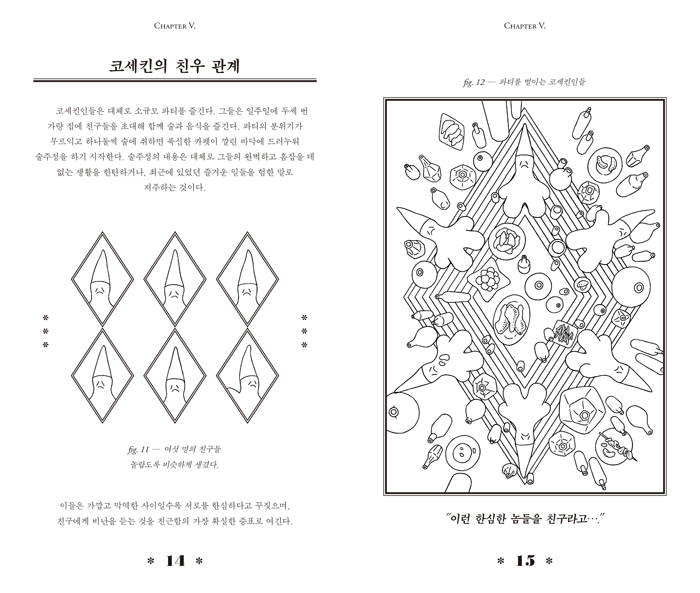 CHAPTER V.
코세킨의 친우 관계
코세킨인들은 대체로 소규모 파티를 즐긴다. 그들은 일주일에 두세 번
가량 집에 친구들을 초대해 함께 술과 음식을 즐긴다. 파티의 분위기가
무르익고 하나둘씩 술에 취하면 푹신한 카펫이 깔린 바닥에 드러누워
술주정을 하기 시작한다. 술주정의 내용은 대체로 그들의 완벽하고 흠잡을 데
없는 생활을 한탄하거나, 최근에 있었던 즐거운 일들을 험한 말로
저주하는 것이다.
fig. 11 — 여섯 명의 친구들
놀랍도록 비슷하게 생겼다.
이들은 가깝고 막역한 사이일수록 서로를 한심하다고 꾸짖으며,
친구에게 비난을 듣는 것을 친근함의 가장 확실한 증표로 여긴다.
* 14 *
CHAPTER V.
fig. 12 — 파티를 벌이는 코세킨인들
"이런 한심한 놈들을 친구라고…."
* 15 *